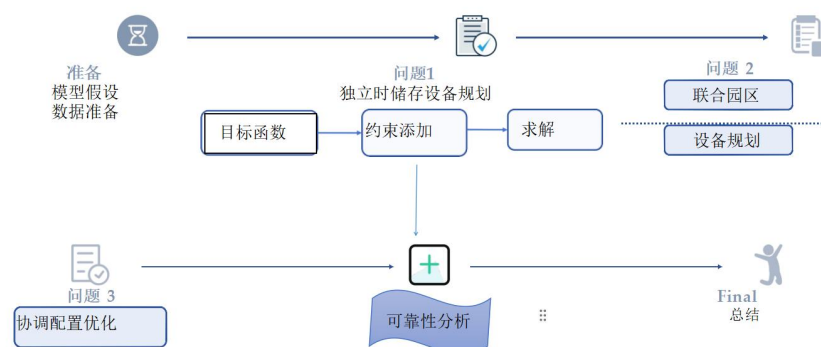 准备
模型假设
数据准备
问题1
独立时储存设备规划
目标函数
约束添加
求解
问题 2
联合园区
设备规划
问题 3
协调配置优化
可靠性分析
Final
总结